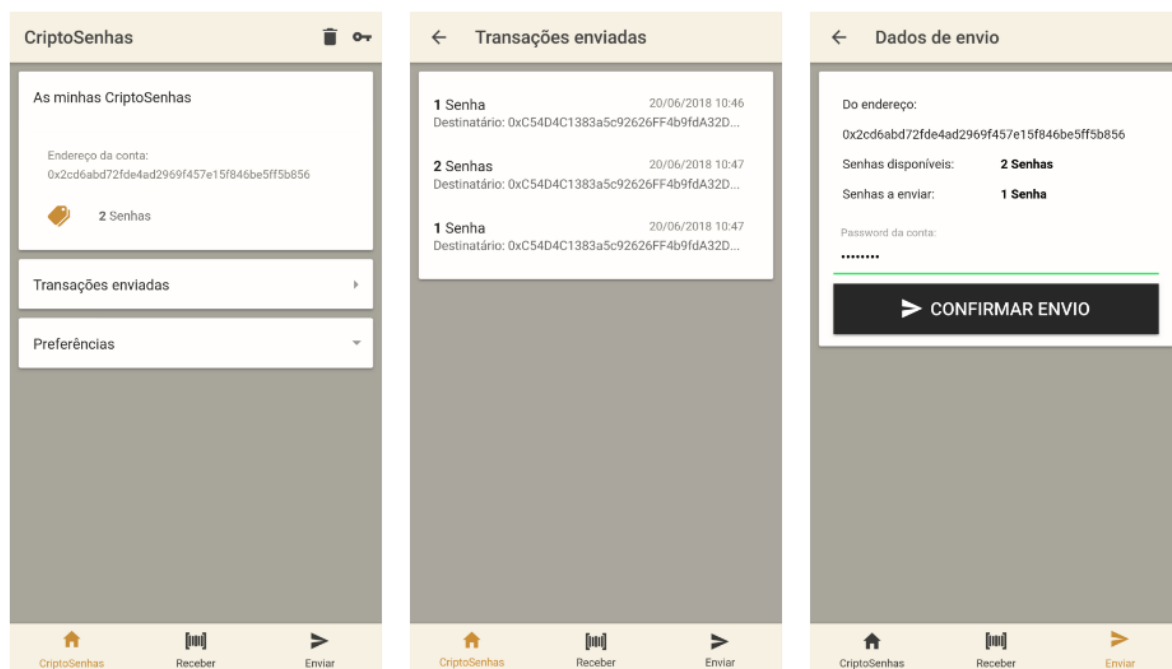 CriptoSenhas
As minhas CriptoSenhas
Endereço da conta:
0x2cd6abd72fde4ad2969f457e15f846be5ff5b856
2 Senhas
Transações enviadas
Preferências
CriptoSenhas
Receber
Enviar
Transações enviadas
1 Senha
20/06/2018 10:46
Destinatário: 0xC54D4C1383a5c92626FF4b9fdA32D...
2 Senhas
20/06/2018 10:47
Destinatário: 0xC54D4C1383a5c92626FF4b9fdA32D...
1 Senha
20/06/2018 10:47
Destinatário: 0xC54D4C1383a5c92626FF4b9fdA32D...
CriptoSenhas
Receber
Enviar
Dados de envio
Do endereço:
0x2cd6abd72fde4ad2969f457e15f846be5ff5b856
Senhas disponíveis: 2 Senhas
Senhas a enviar: 1 Senha
Password da conta:
••••••••
CONFIRMAR ENVIO
CriptoSenhas
Receber
Enviar